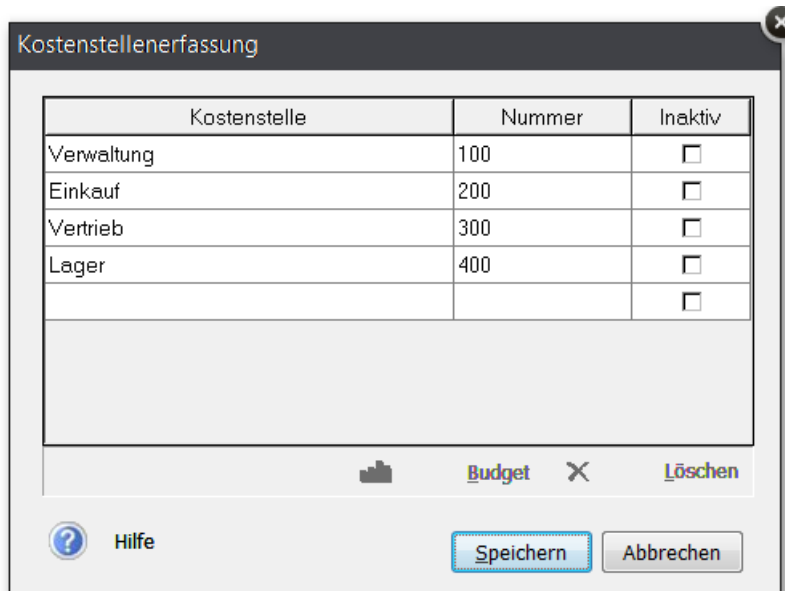 Kostenstellenerfassung
Kostenstelle Nummer Inaktiv
Verwaltung 100
Einkauf 200
Vertrieb 300
Lager 400
Budget Löschen
Hilfe Speichern Abbrechen